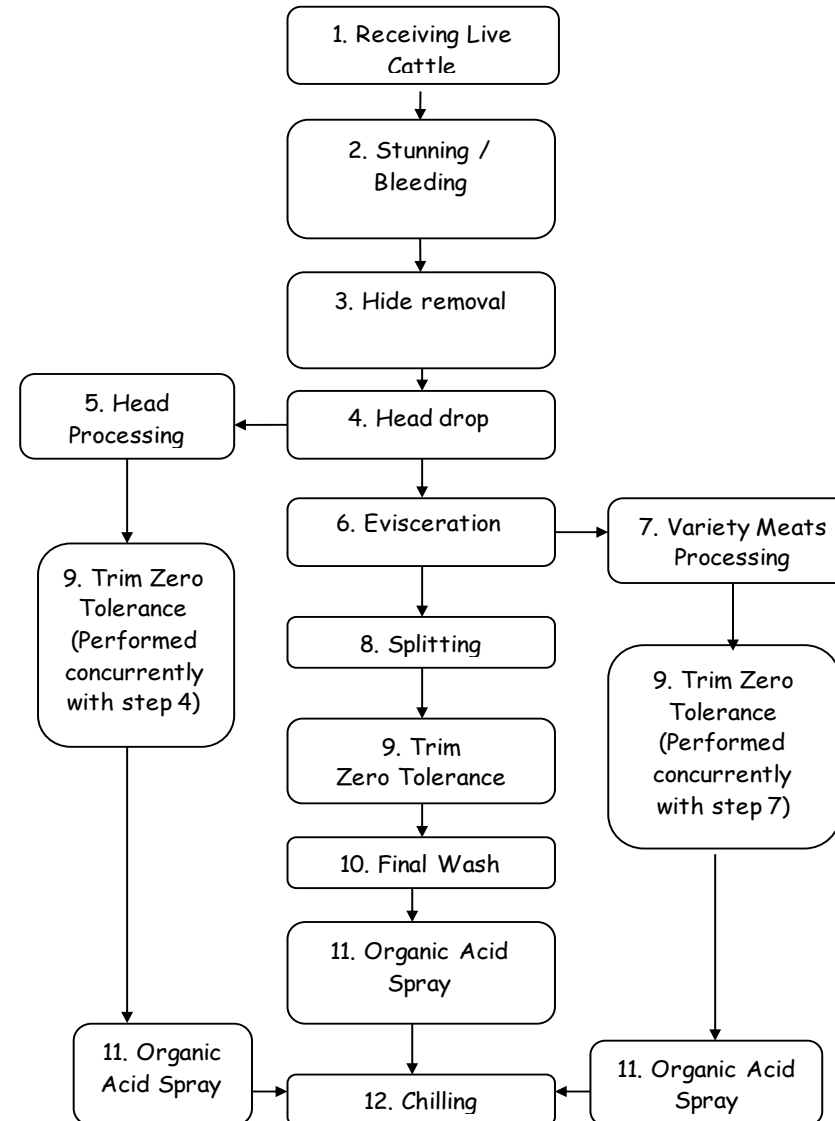 1. Receiving Live
Cattle
2. Stunning /
Bleeding
3. Hide removal
4. Head drop
5. Head
Processing
6. Evisceration
7. Variety Meats
Processing
8. Splitting
9. Trim Zero
Tolerance
(Performed
concurrently
with step 4)
9. Trim
Zero Tolerance
9. Trim Zero
Tolerance
(Performed
concurrently
with step 7)
10. Final Wash
11. Organic Acid
Spray
11. Organic
Acid Spray
11. Organic Acid
Spray
12. Chilling